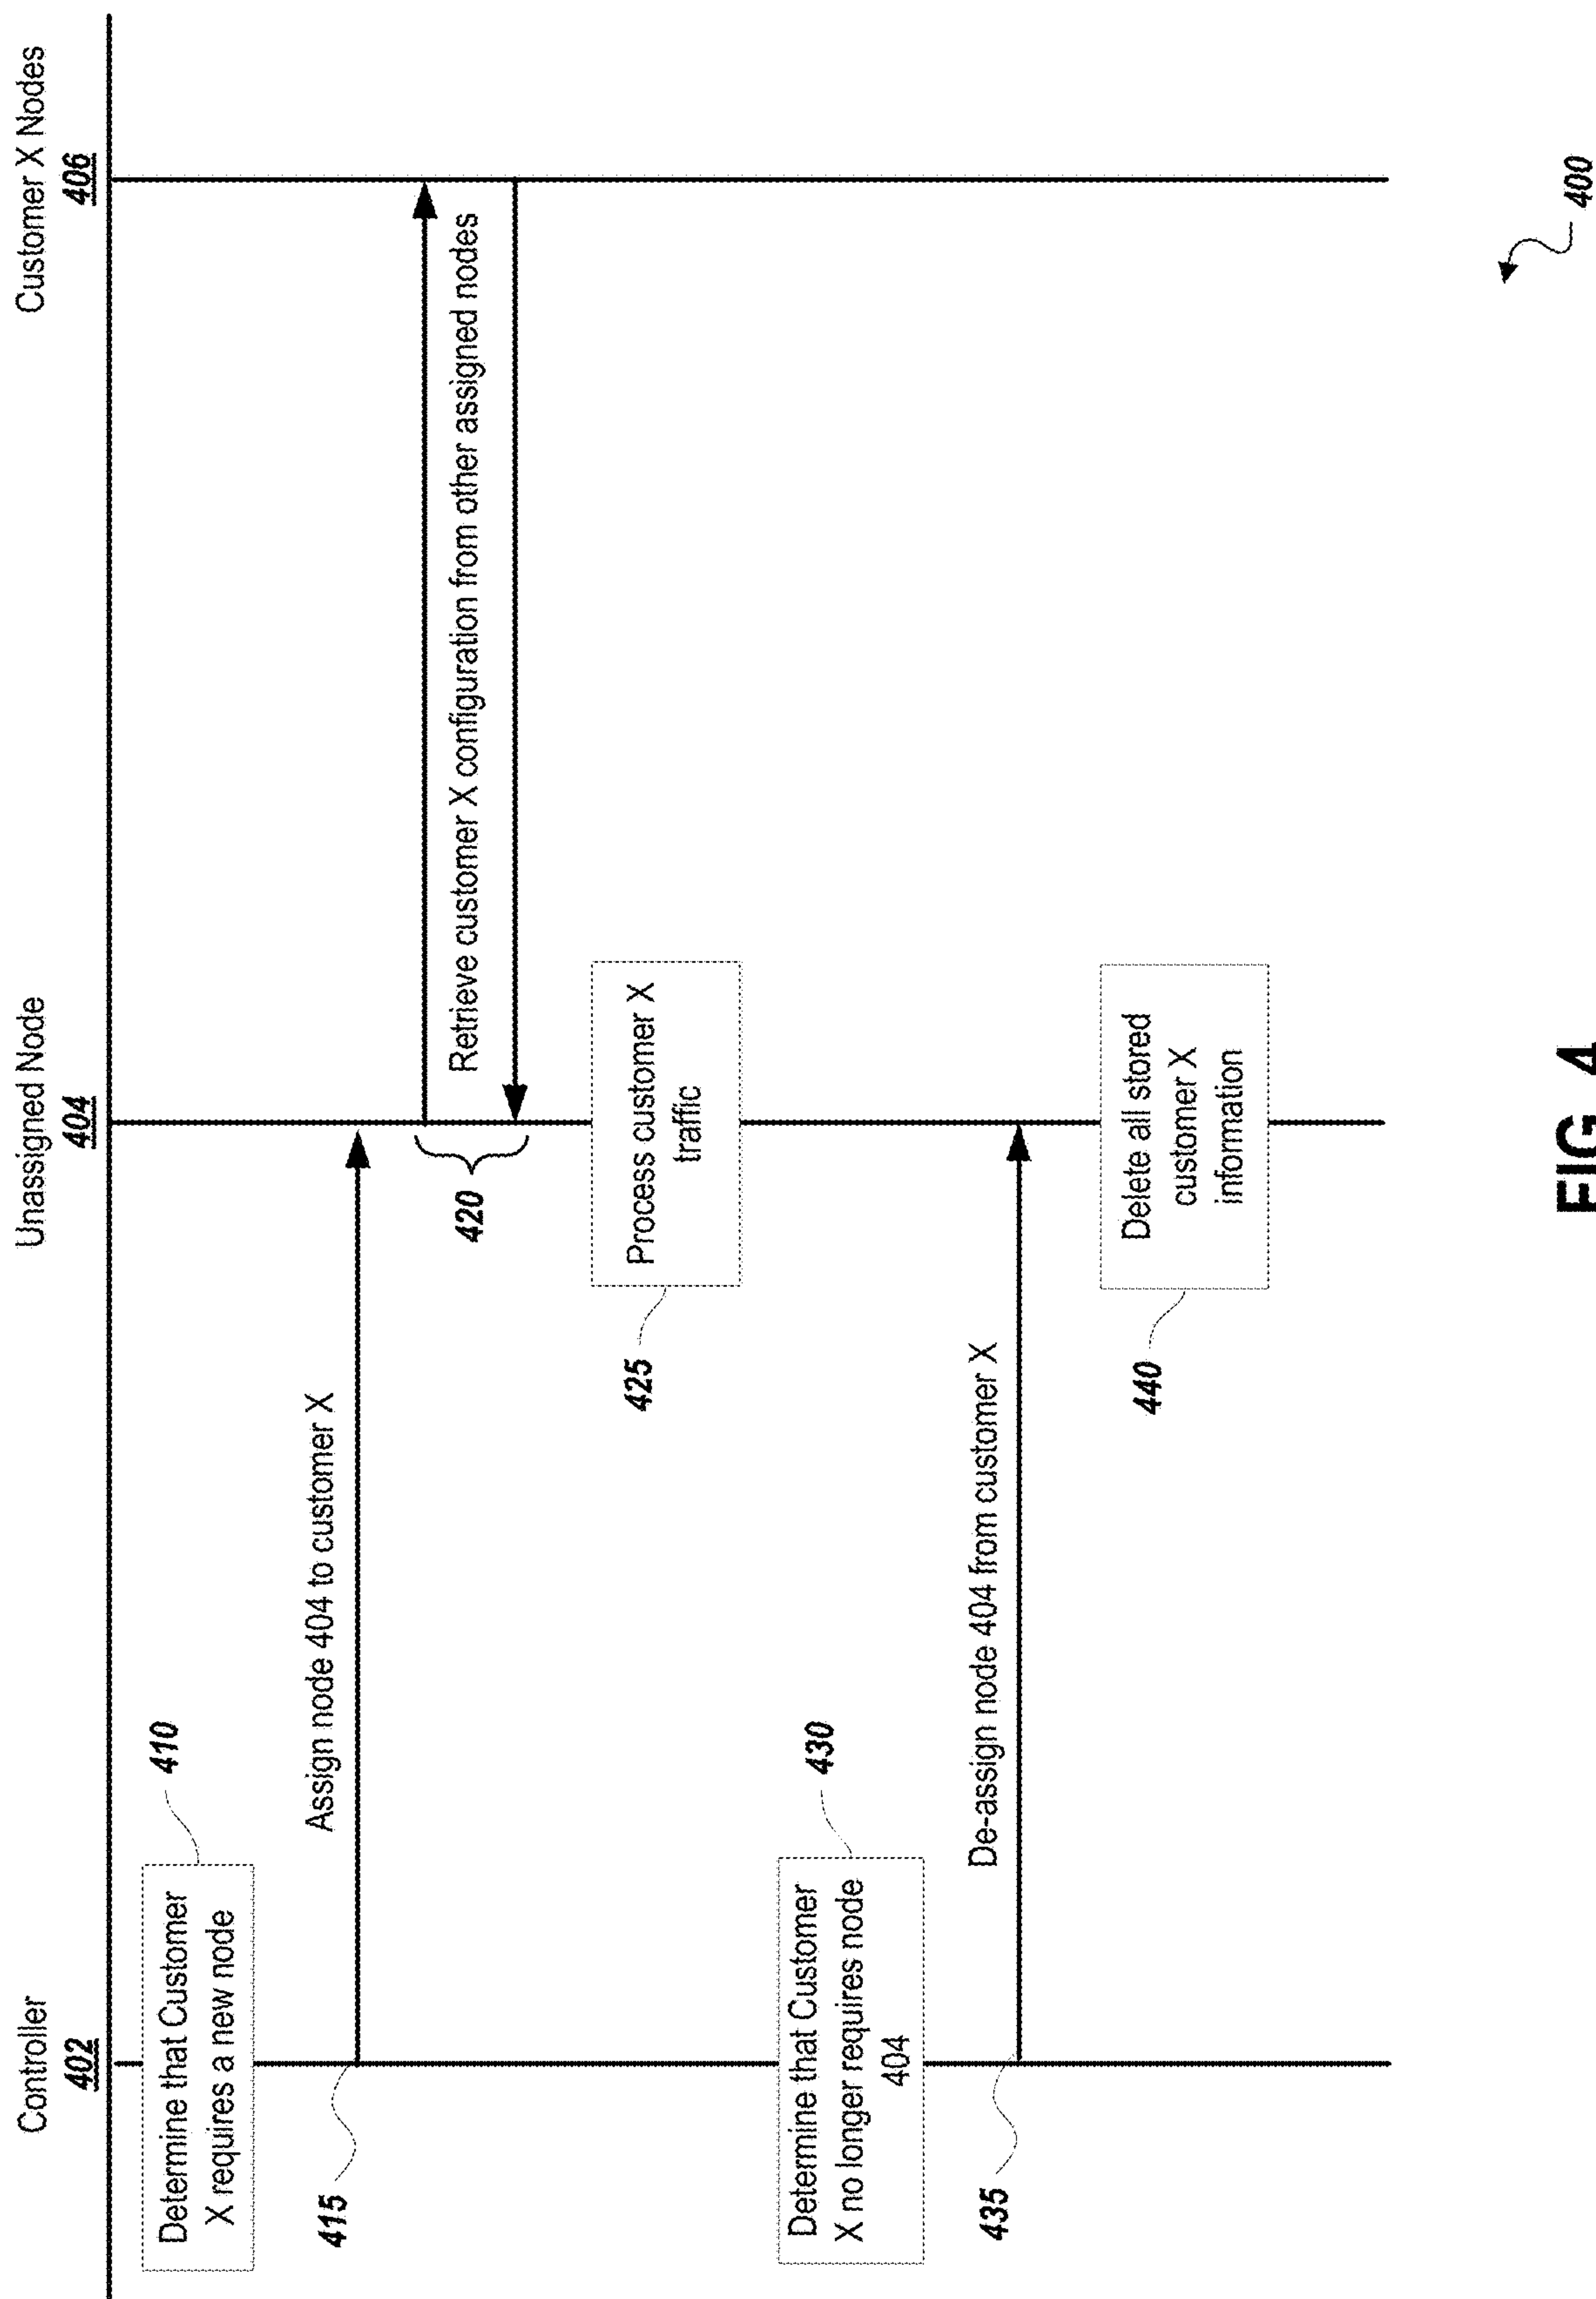 Controller
402
Unassigned Node
404
Customer X Nodes
406
Determine that Customer
X requires a new node
410
Assign node 404 to customer X
415
Retrieve customer X configuration from other assigned nodes
420
Process customer X
traffic
425
Determine that Customer
X no longer requires node
404
430
De-assign node 404 from customer X
435
Delete all stored
customer X
information
440
400
FIG. 4